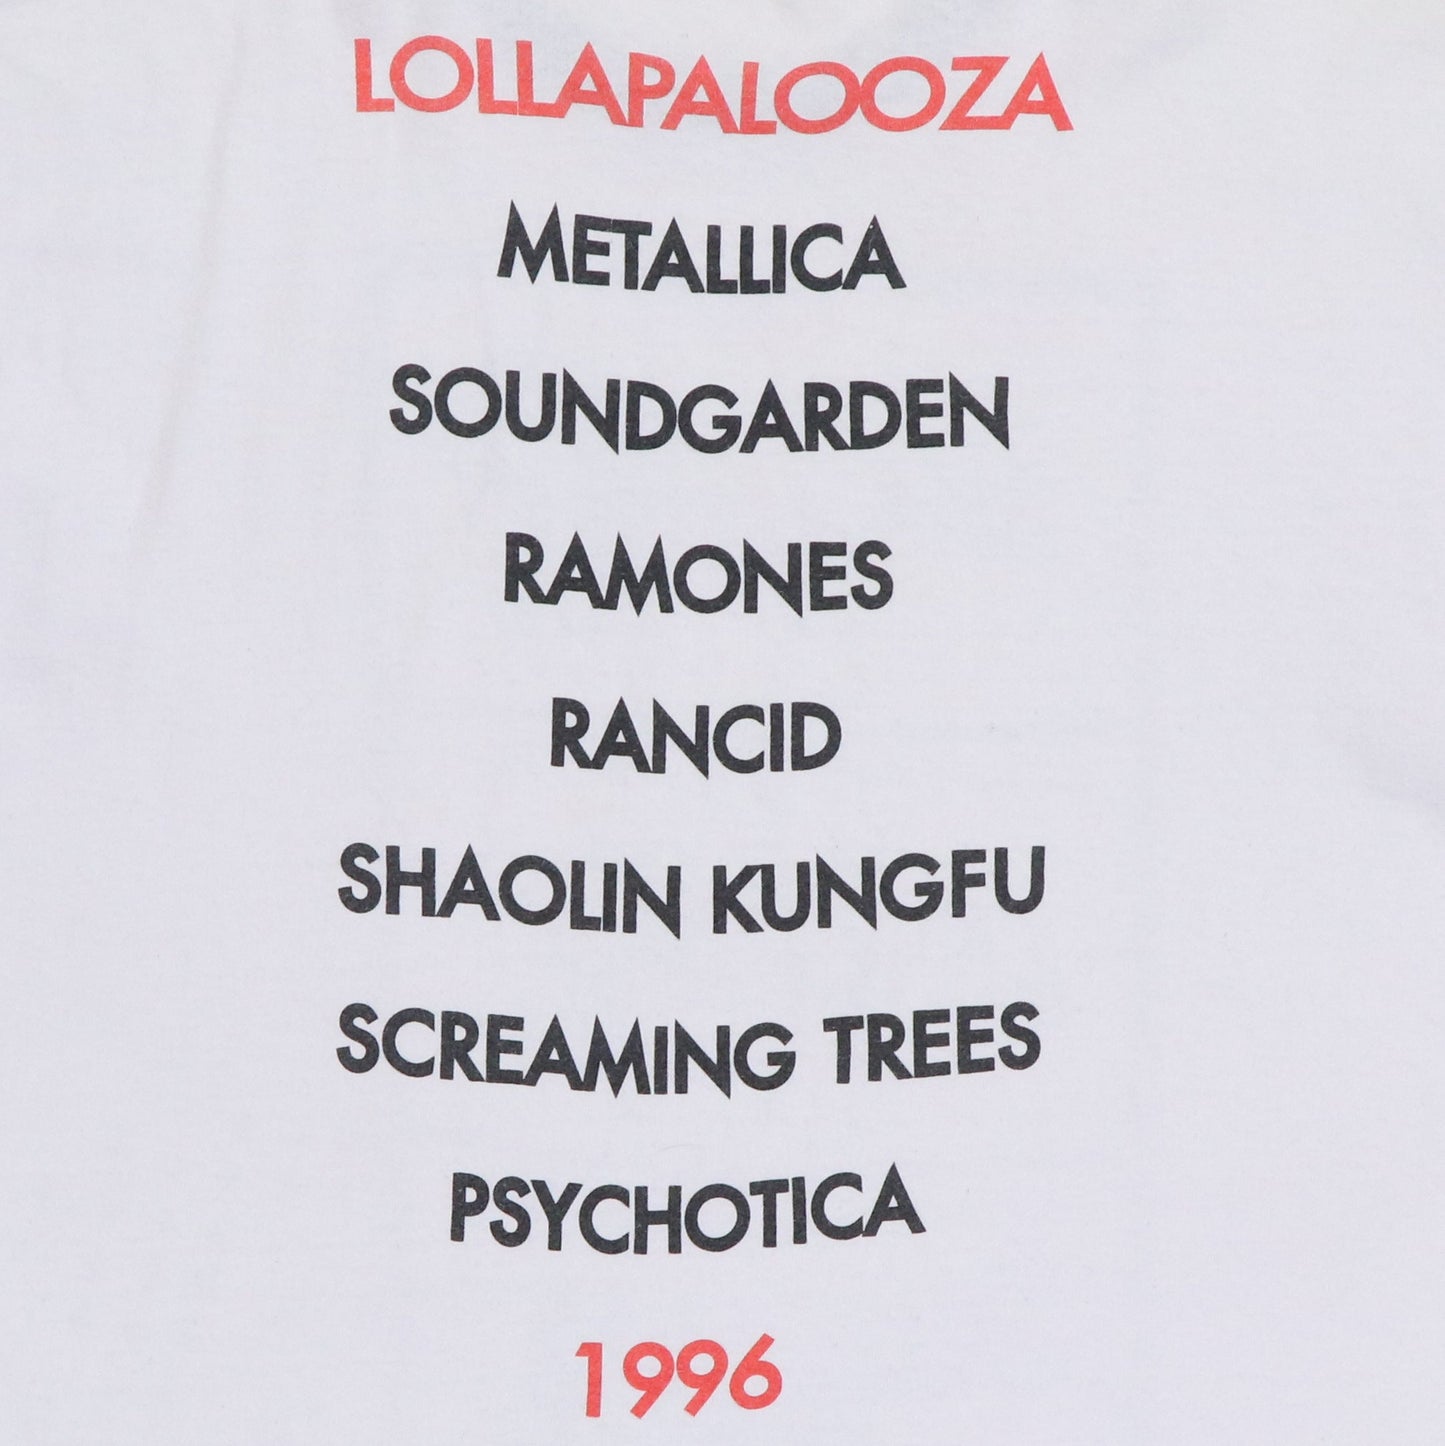 LOLLAPALOOZA
METALLICA
SOUNDGARDEN
RAMONES
RANCID
SHAOLIN KUNGFU
SCREAMING TREES
PSYCHOTICA
1996